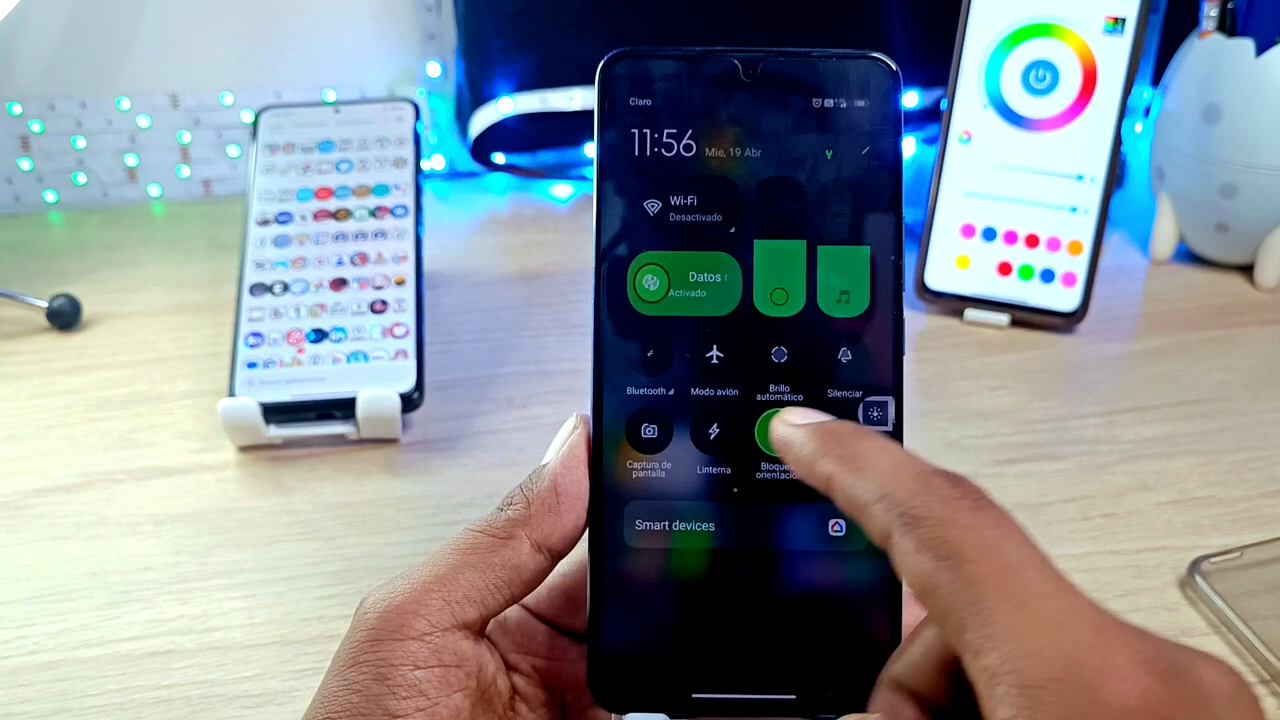 Claro
11:56 Mie, 19 Abr
Wi-Fi
Desactivado
Datos
Activado
Bluetooth
Modo avión
Brillo
automático
Silenciar
Captura de
pantalla
Linterna
Smart devices